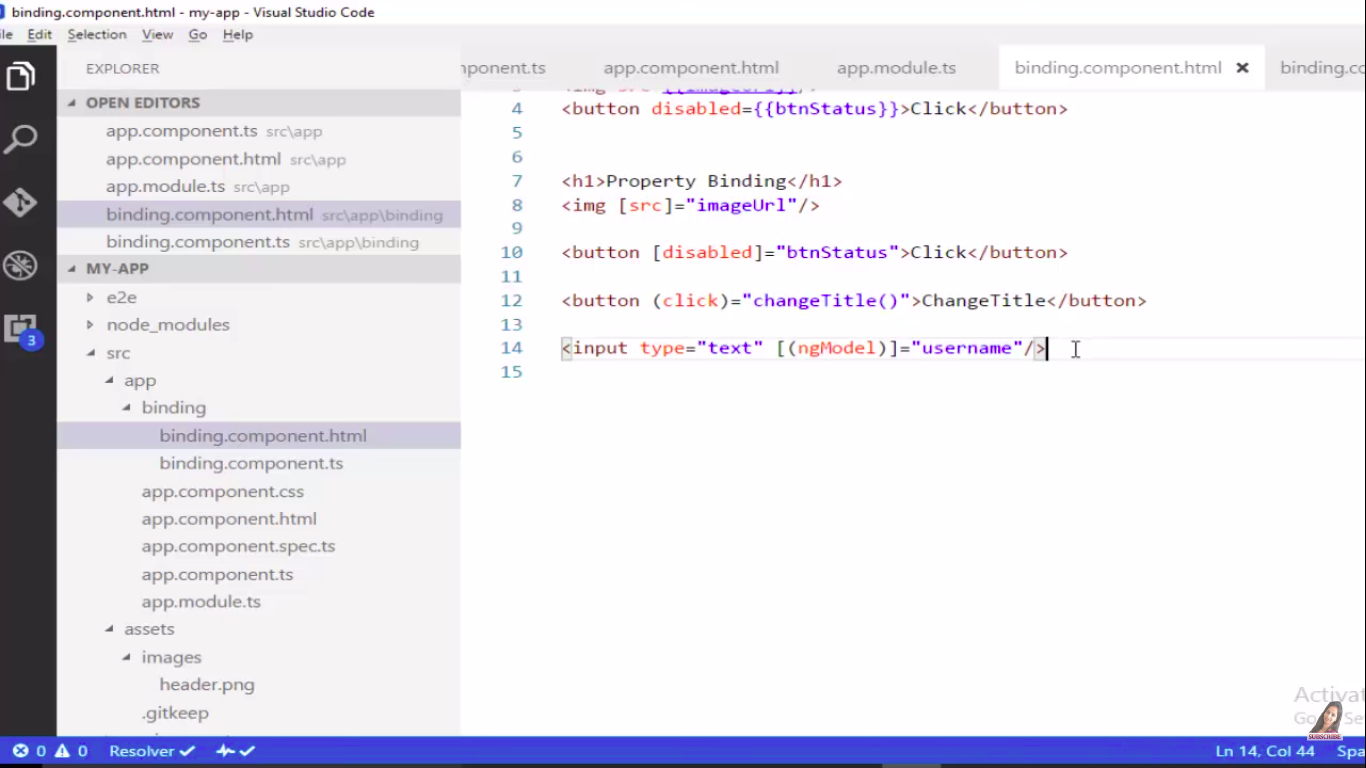 binding.component.html - my-app - Visual Studio Code
ile Edit Selection View Go Help
EXPLORER
OPEN EDITORS
app.component.ts src\app
app.component.html src\app
app.module.ts src\app
binding.component.html src\app\binding
binding.component.ts src\app\binding
MY-APP
e2e
node_modules
src
app
binding
binding.component.html
binding.component.ts
app.component.css
app.component.html
app.component.spec.ts
app.component.ts
app.module.ts
assets
images
header.png
.gitkeep
3
nponent.ts app.component.html app.module.ts binding.component.html binding.co
4 <button disabled={{btnStatus}}>Click</button>
5
6
7 <h1>Property Binding</h1>
8 <img [src]="imageUrl"/>
9
10 <button [disabled]="btnStatus">Click</button>
11
12 <button (click)="changeTitle()">ChangeTitle</button>
13
14 <input type="text" [(ngModel)]="username"/>
15
Activat
SUBSCRIBE
0 0 Resolver Ln 14, Col 44 Spa